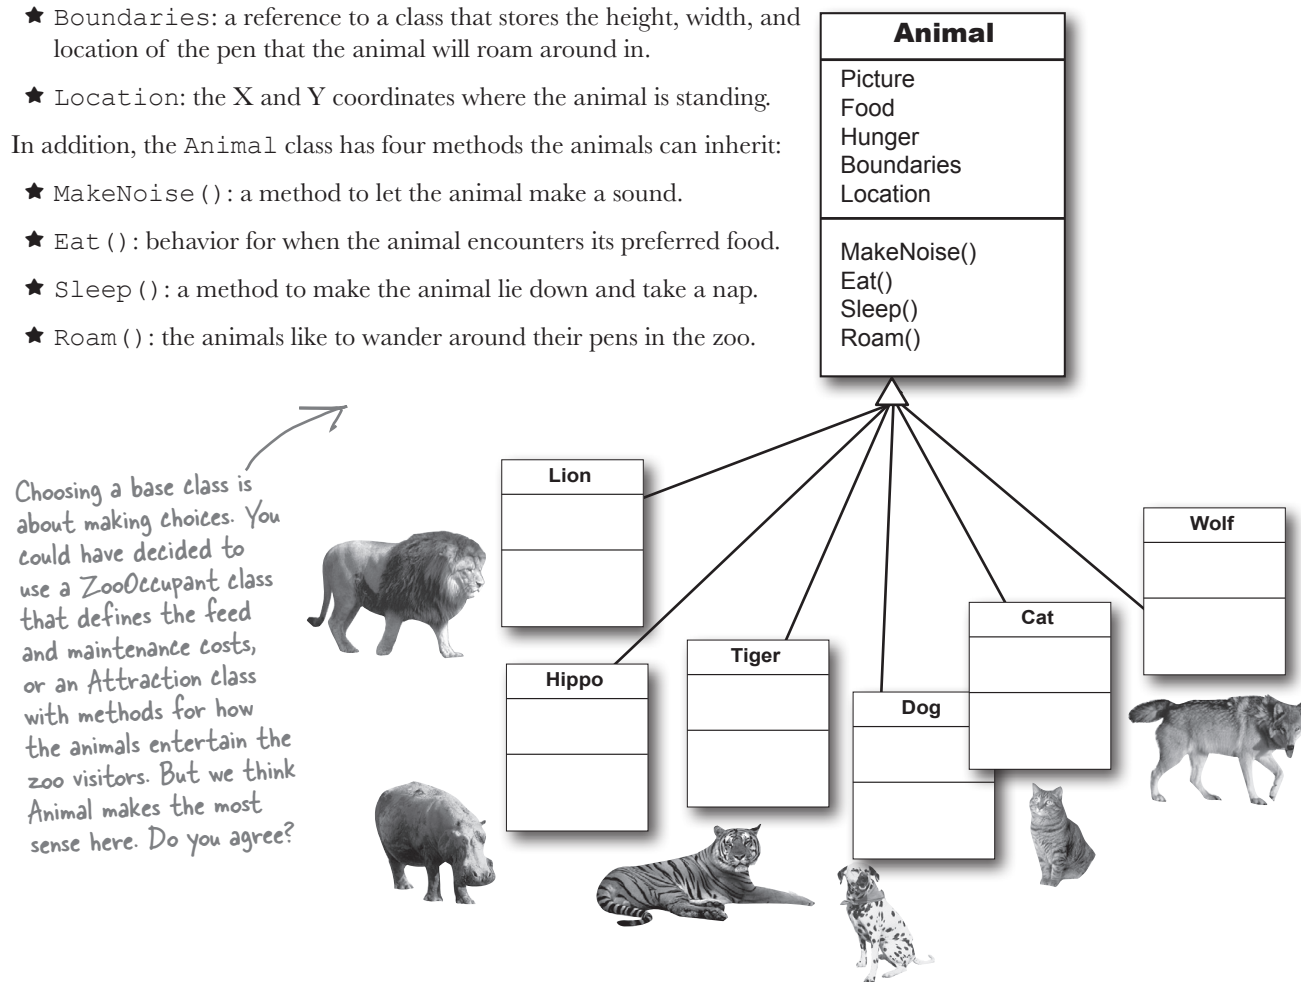 ★ Boundaries: a reference to a class that stores the height, width, and
location of the pen that the animal will roam around in.
★ Location: the X and Y coordinates where the animal is standing.
In addition, the Animal class has four methods the animals can inherit:
★ MakeNoise(): a method to let the animal make a sound.
★ Eat(): behavior for when the animal encounters its preferred food.
★ Sleep(): a method to make the animal lie down and take a nap.
★ Roam(): the animals like to wander around their pens in the zoo.
Animal
Picture
Food
Hunger
Boundaries
Location
MakeNoise()
Eat()
Sleep()
Roam()
Choosing a base class is
about making choices. You
could have decided to
use a ZooOccupant class
that defines the feed
and maintenance costs,
or an Attraction class
with methods for how
the animals entertain the
zoo visitors. But we think
Animal makes the most
sense here. Do you agree?
Lion
Hippo
Tiger
Dog
Cat
Wolf